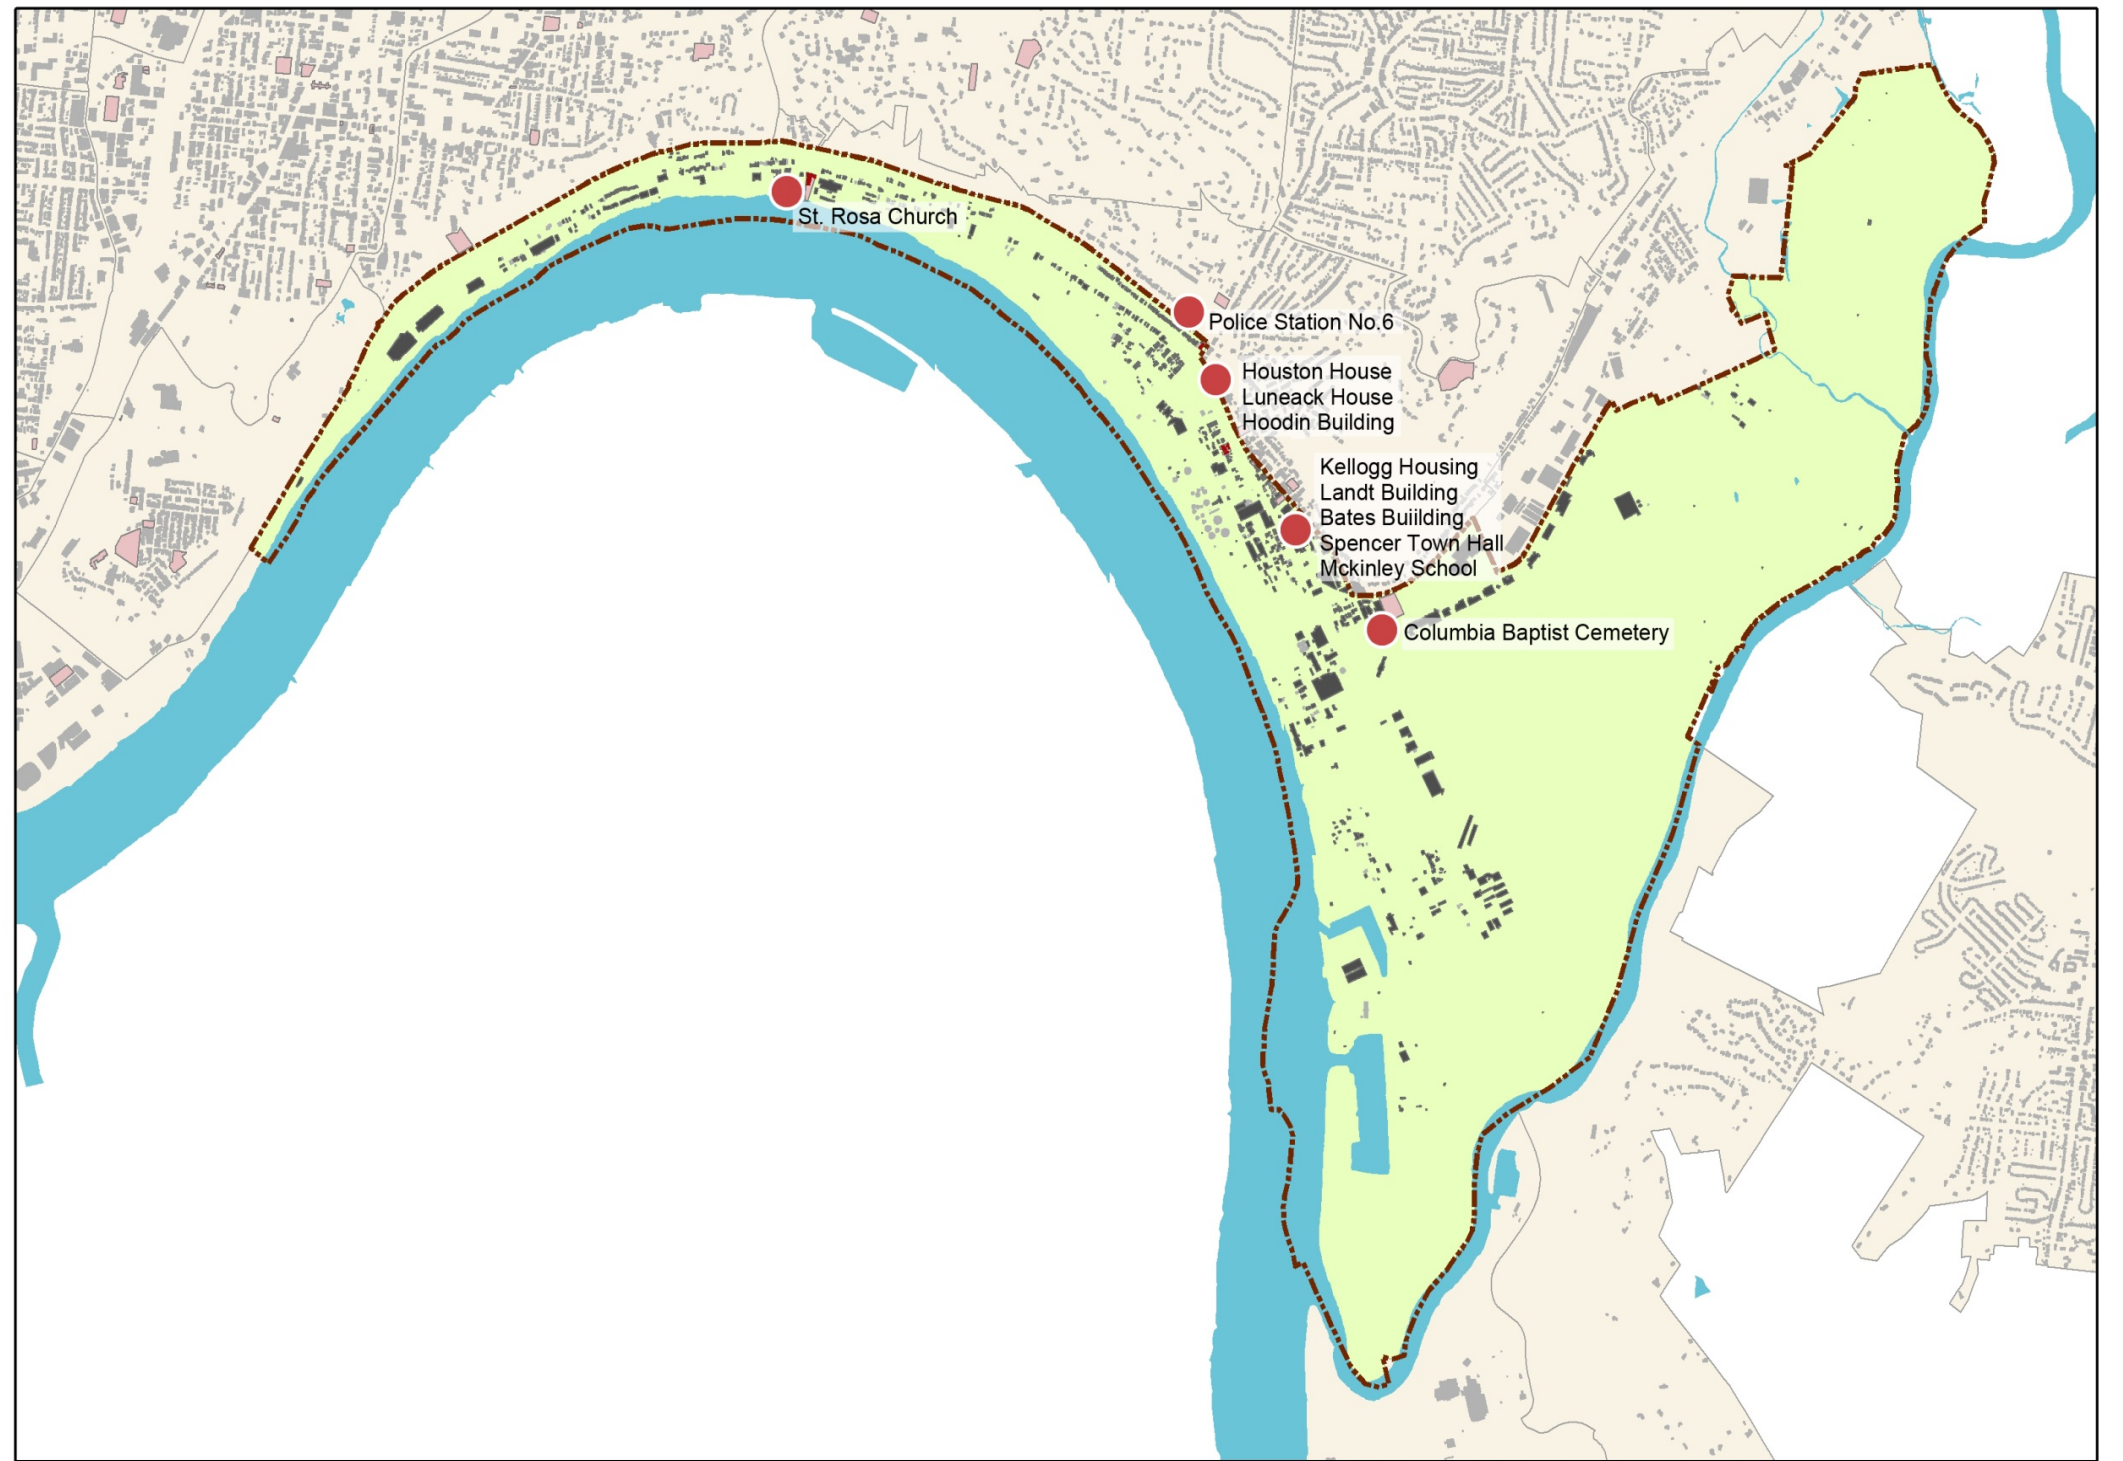 St. Rosa Church
Police Station No.6
Houston House
Luneack House
Hoodin Building
Kellogg Housing
Landt Building
Bates Buiilding
Spencer Town Hall
Mckinley School
Columbia Baptist Cemetery